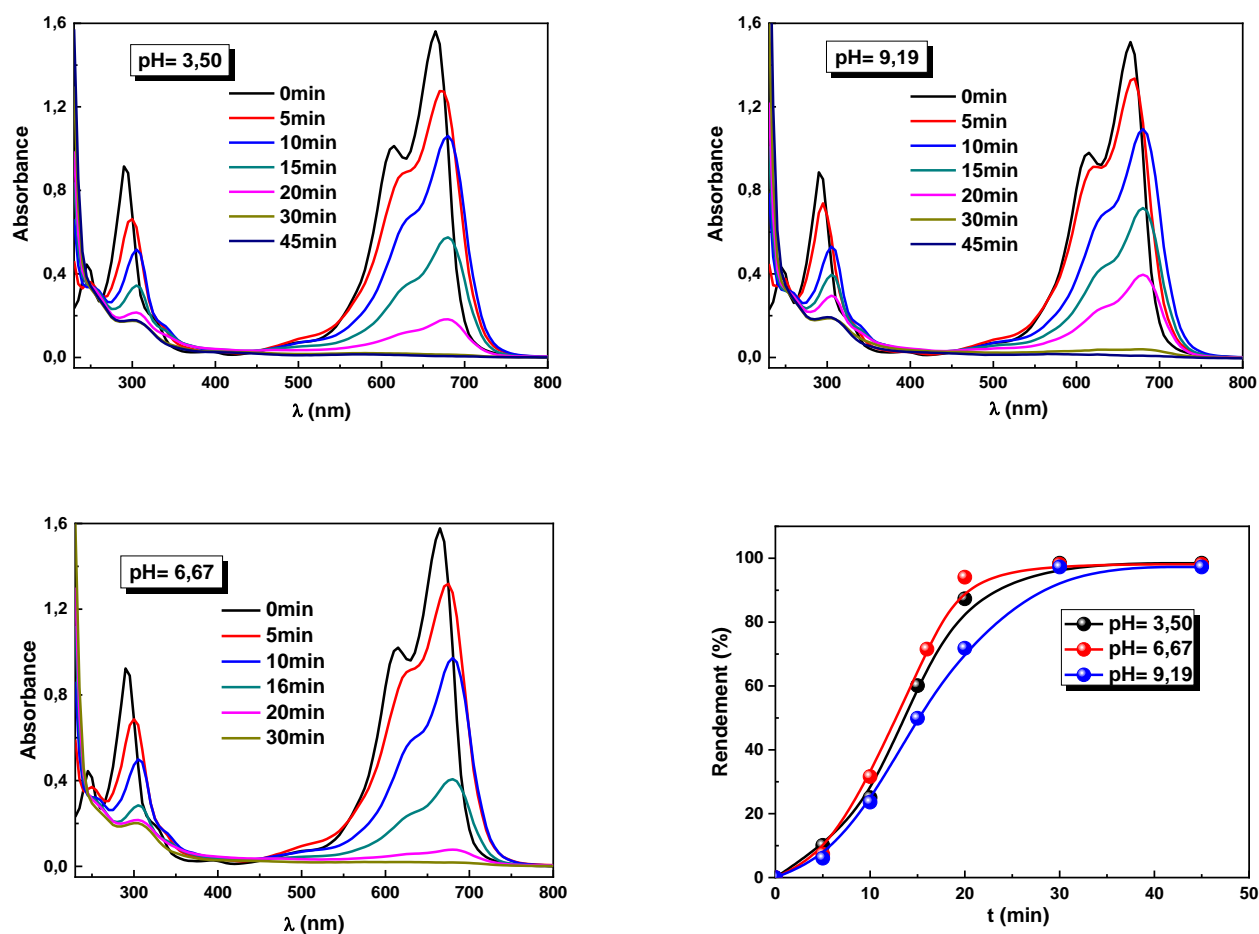 1,6
1,2
0,8
0,4
0,0
Absorbance
pH= 3,50
0min
5min
10min
15min
20min
30min
45min
300 400 500 600 700 800
λ (nm)
1,6
1,2
0,8
0,4
0,0
Absorbance
pH= 9,19
0min
5min
10min
15min
20min
30min
45min
300 400 500 600 700 800
λ (nm)
1,6
1,2
0,8
0,4
0,0
Absorbance
pH= 6,67
0min
5min
10min
16min
20min
30min
300 400 500 600 700 800
λ (nm)
100
80
60
40
20
0
Rendement (%)
pH= 3,50
pH= 6,67
pH= 9,19
0 10 20 30 40 50
t (min)